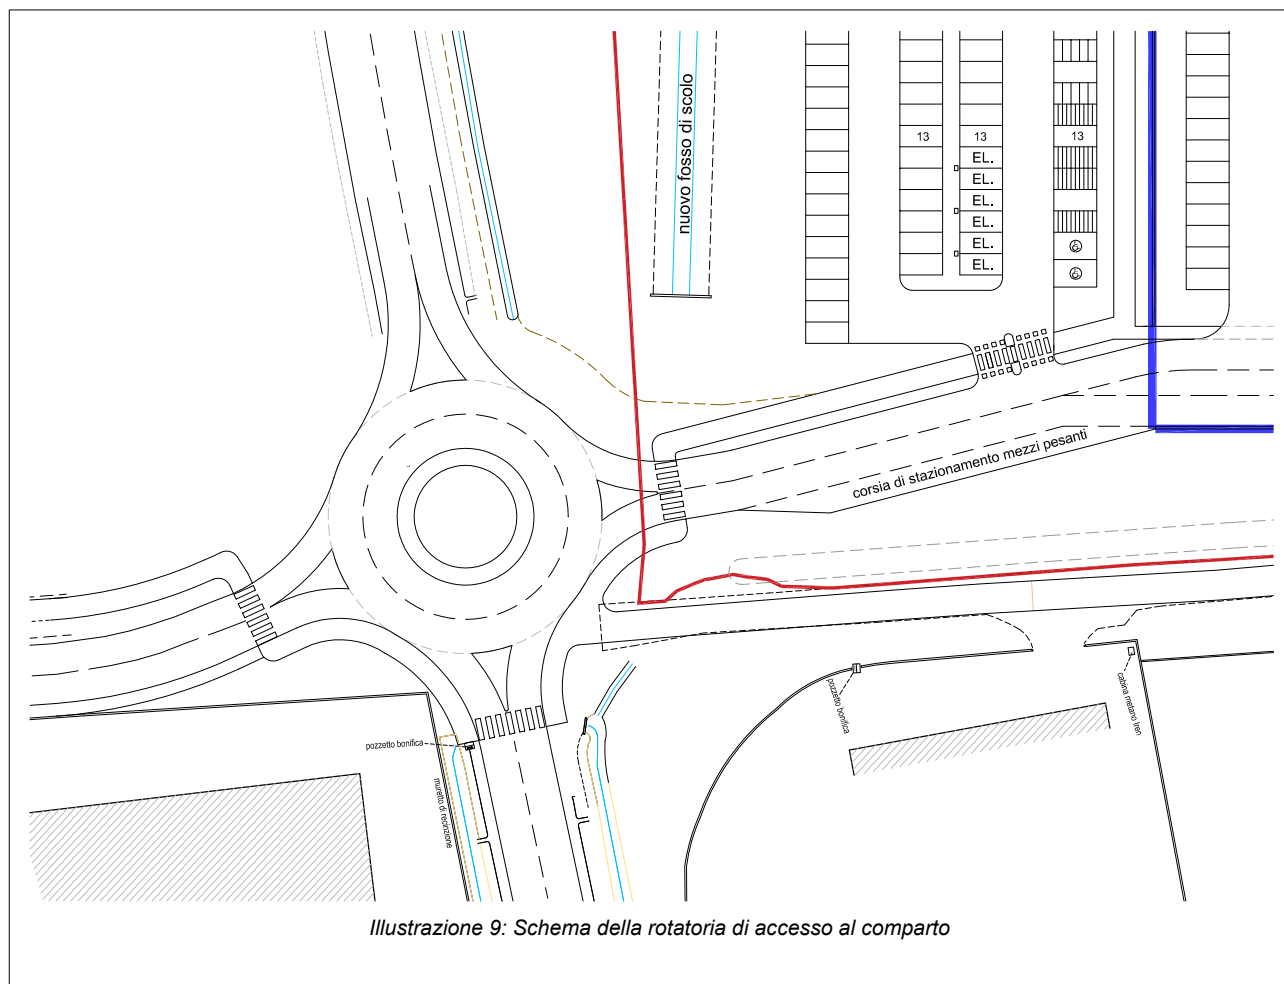 nuovo fosso di scolo
13
13
13
EL.
EL.
EL.
EL.
EL.
EL.
corsia di stazionamento mezzi pesanti
pozzetto bonifica
muretto di recinzione
pozzetto bonifica
cabina metano Iren
Illustrazione 9: Schema della rotatoria di accesso al comparto